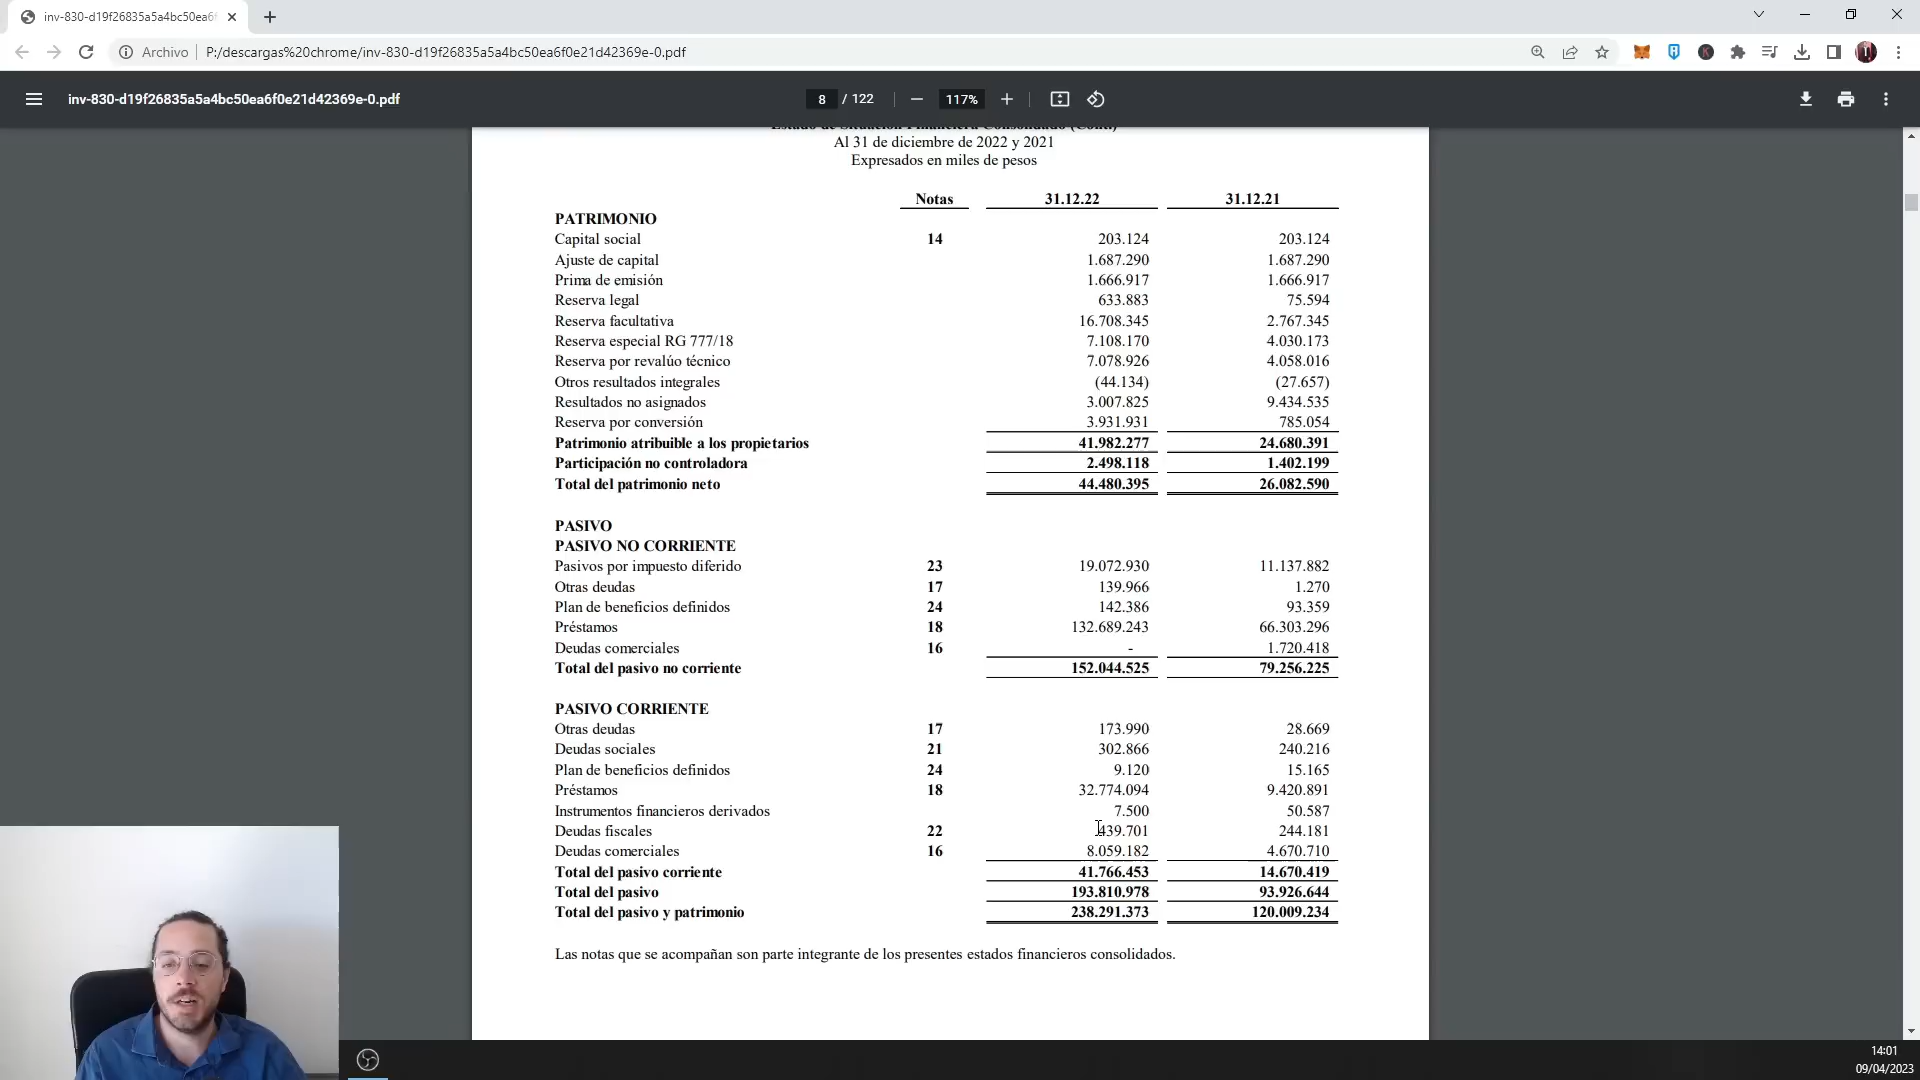 inv-830-d19f26835a5a4bc50ea6f
Archivo P:/descargas%20chrome/inv-830-d19f26835a5a4bc50ea6f0e21d42369e-0.pdf
inv-830-d19f26835a5a4bc50ea6f0e21d42369e-0.pdf 8 / 122 117%
Estado de Situación Financiera Consolidado (Cont.)
Al 31 de diciembre de 2022 y 2021
Expresados en miles de pesos
Notas 31.12.22 31.12.21
PATRIMONIO
Capital social 14 203.124 203.124
Ajuste de capital 1.687.290 1.687.290
Prima de emisión 1.666.917 1.666.917
Reserva legal 633.883 75.594
Reserva facultativa 16.708.345 2.767.345
Reserva especial RG 777/18 7.108.170 4.030.173
Reserva por revalúo técnico 7.078.926 4.058.016
Otros resultados integrales (44.134) (27.657)
Resultados no asignados 3.007.825 9.434.535
Reserva por conversión 3.931.931 785.054
Patrimonio atribuible a los propietarios 41.982.277 24.680.391
Participación no controladora 2.498.118 1.402.199
Total del patrimonio neto 44.480.395 26.082.590
PASIVO
PASIVO NO CORRIENTE
Pasivos por impuesto diferido 23 19.072.930 11.137.882
Otras deudas 17 139.966 1.270
Plan de beneficios definidos 24 142.386 93.359
Préstamos 18 132.689.243 66.303.296
Deudas comerciales 16 - 1.720.418
Total del pasivo no corriente 152.044.525 79.256.225
PASIVO CORRIENTE
Otras deudas 17 173.990 28.669
Deudas sociales 21 302.866 240.216
Plan de beneficios definidos 24 9.120 15.165
Préstamos 18 32.774.094 9.420.891
Instrumentos financieros derivados 7.500 50.587
Deudas fiscales 22 439.701 244.181
Deudas comerciales 16 8.059.182 4.670.710
Total del pasivo corriente 41.766.453 14.670.419
Total del pasivo 193.810.978 93.926.644
Total del pasivo y patrimonio 238.291.373 120.009.234
Las notas que se acompañan son parte integrante de los presentes estados financieros consolidados.
14:01
09/04/2023